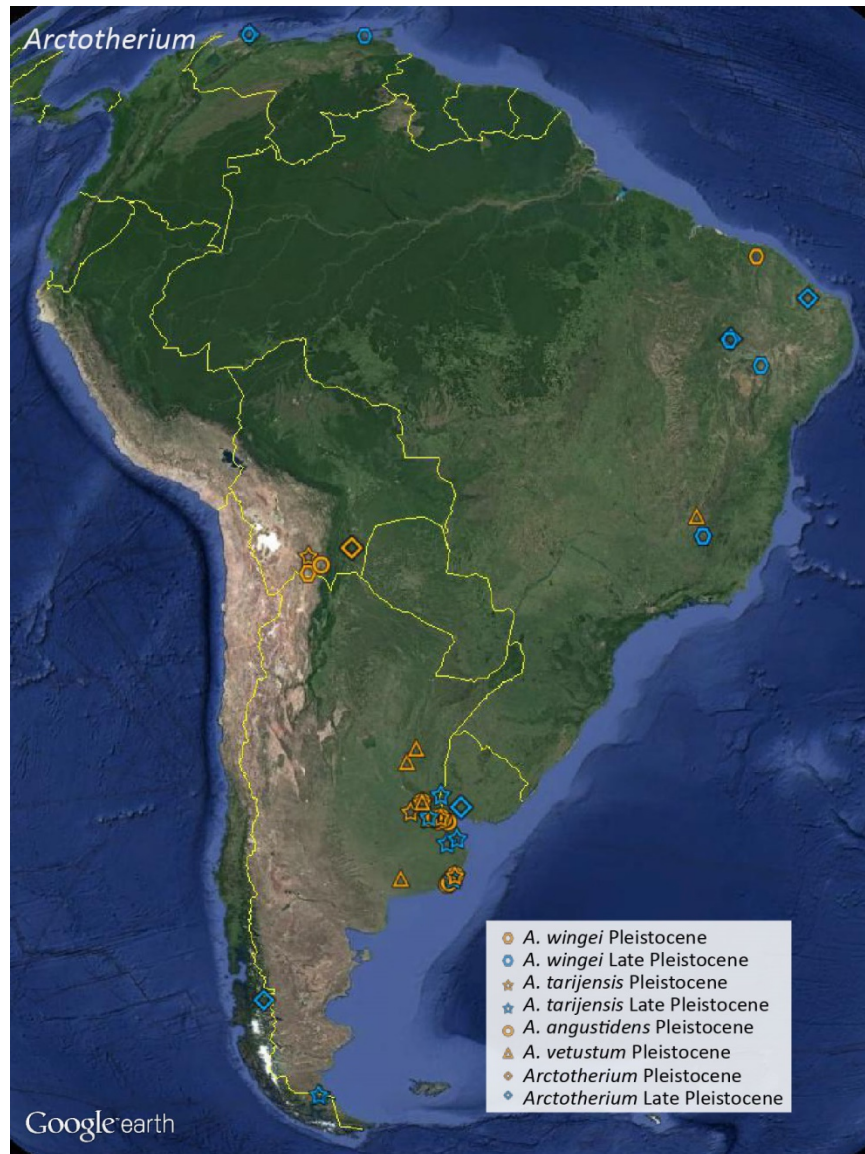 Arctotherium
A. wingei Pleistocene
A. wingei Late Pleistocene
A. tarijensis Pleistocene
A. tarijensis Late Pleistocene
A. angustidens Pleistocene
A. vetustum Pleistocene
Arctotherium Pleistocene
Arctotherium Late Pleistocene
Google earth